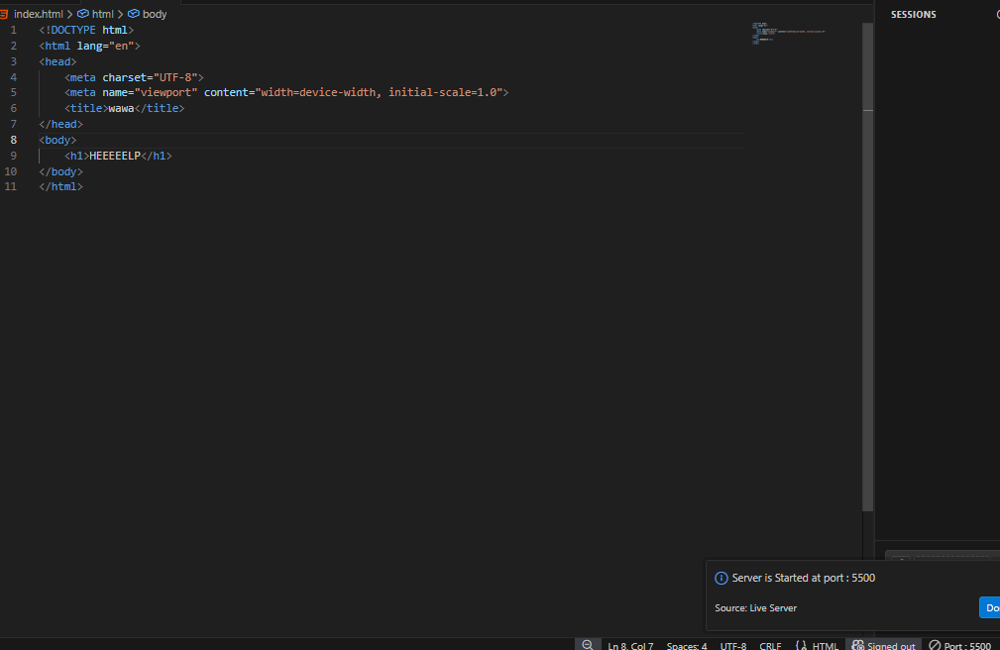 index.html > html > body
SESSIONS
1 <!DOCTYPE html>
2 <html lang="en">
3 <head>
4 <meta charset="UTF-8">
5 <meta name="viewport" content="width=device-width, initial-scale=1.0">
6 <title>wawa</title>
7 </head>
8 <body>
9 <h1>HEEEEELP</h1>
10 </body>
11 </html>
Server is Started at port : 5500
Source: Live Server
Do
Ln 8, Col 7 Spaces: 4 UTF-8 CRLF {} HTML Signed out Port : 5500